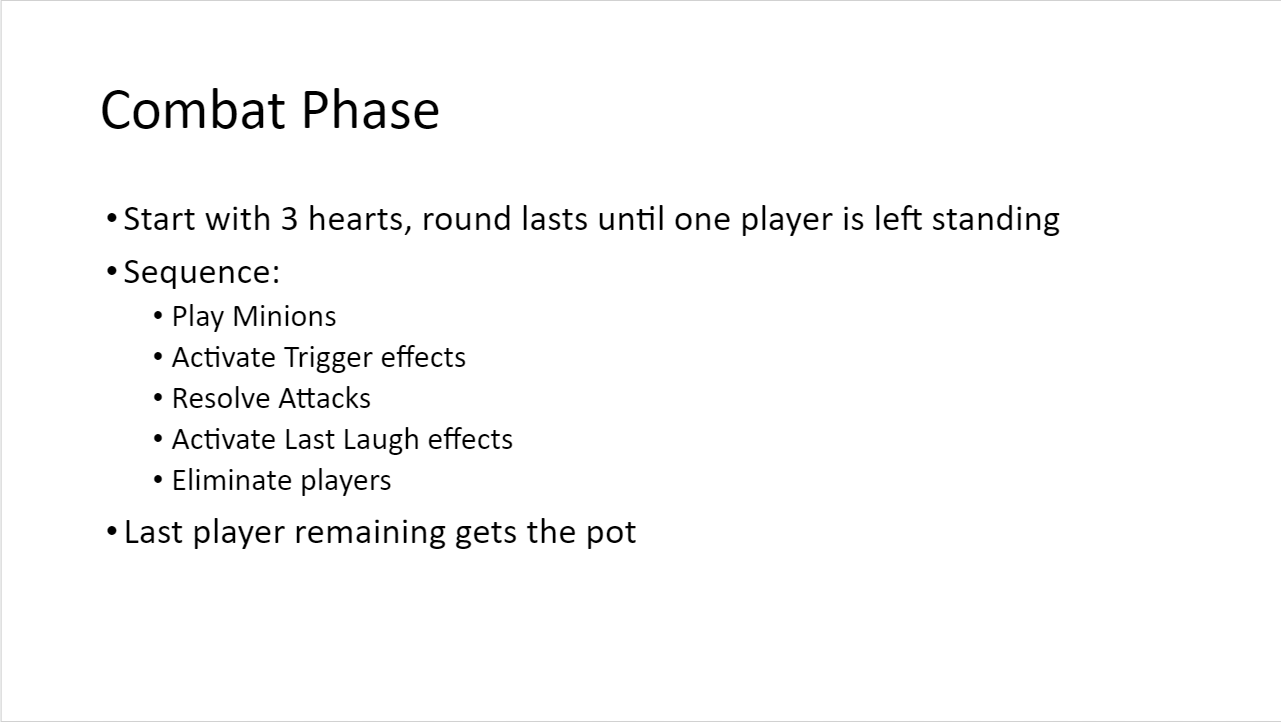 Combat Phase
• Start with 3 hearts, round lasts until one player is left standing
• Sequence:
• Play Minions
• Activate Trigger effects
• Resolve Attacks
• Activate Last Laugh effects
• Eliminate players
• Last player remaining gets the pot